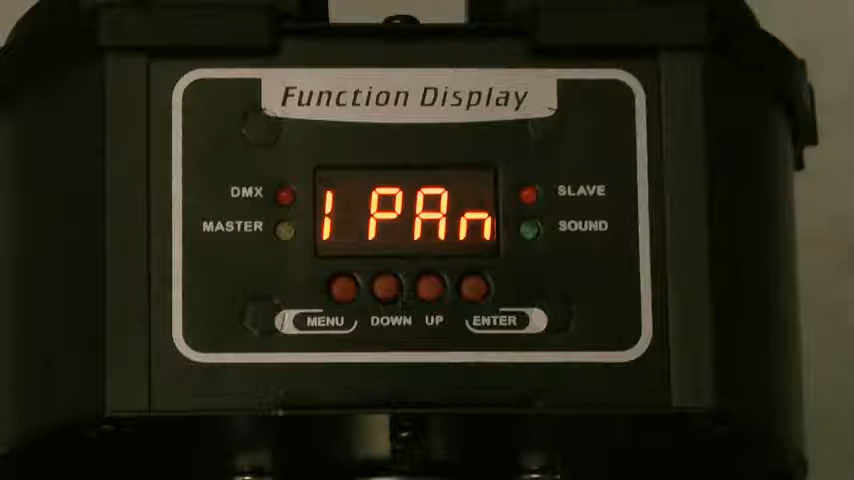 Function Display
DMX
SLAVE
1PAn
MASTER
SOUND
MENU DOWN UP ENTER